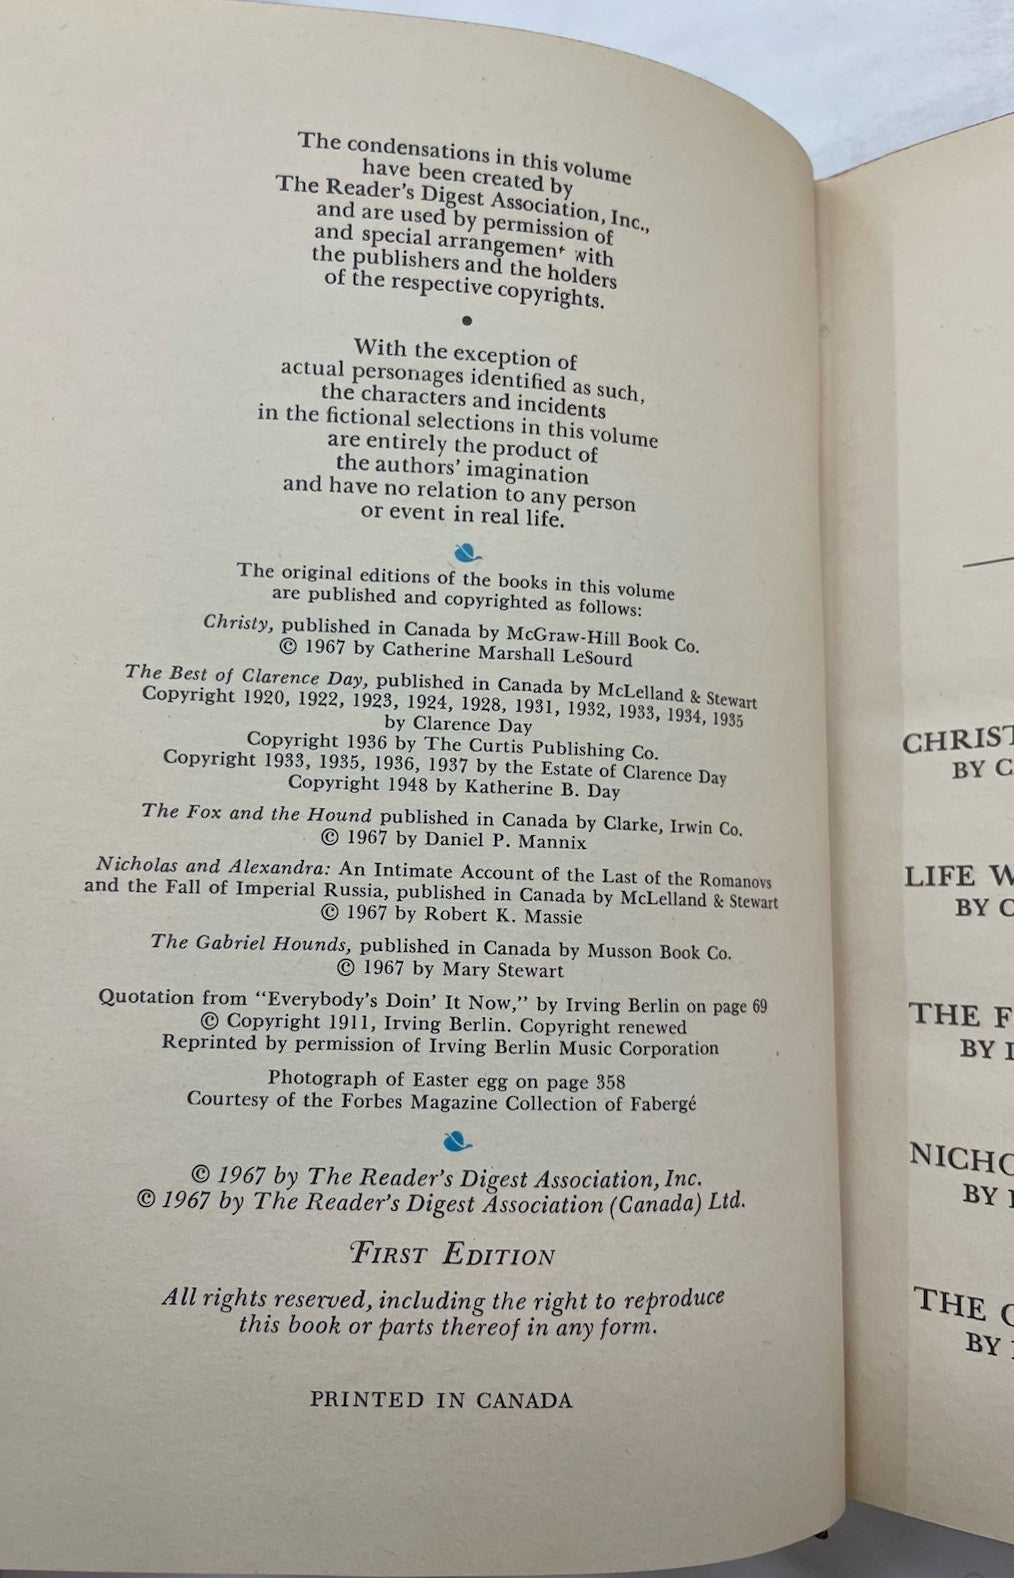 The condensations in this volume
have been created by
The Reader's Digest Association, Inc.,
and are used by permission of
and special arrangement with
the publishers and the holders
of the respective copyrights.
•
With the exception of
actual personages identified as such,
the characters and incidents
in the fictional selections in this volume
are entirely the product of
the authors' imagination
and have no relation to any person
or event in real life.
The original editions of the books in this volume
are published and copyrighted as follows:
Christy, published in Canada by McGraw-Hill Book Co.
© 1967 by Catherine Marshall LeSourd
The Best of Clarence Day, published in Canada by McLelland & Stewart
Copyright 1920, 1922, 1923, 1924, 1928, 1931, 1932, 1933, 1934, 1935
by Clarence Day
Copyright 1936 by The Curtis Publishing Co.
Copyright 1933, 1935, 1936, 1937 by the Estate of Clarence Day
Copyright 1948 by Katherine B. Day
The Fox and the Hound published in Canada by Clarke, Irwin Co.
© 1967 by Daniel P. Mannix
Nicholas and Alexandra: An Intimate Account of the Last of the Romanovs
and the Fall of Imperial Russia, published in Canada by McLelland & Stewart
© 1967 by Robert K. Massie
The Gabriel Hounds, published in Canada by Musson Book Co.
© 1967 by Mary Stewart
Quotation from "Everybody's Doin' It Now," by Irving Berlin on page 69
© Copyright 1911, Irving Berlin. Copyright renewed
Reprinted by permission of Irving Berlin Music Corporation
Photograph of Easter egg on page 358
Courtesy of the Forbes Magazine Collection of Fabergé
© 1967 by The Reader's Digest Association, Inc.
© 1967 by The Reader's Digest Association (Canada) Ltd.
FIRST EDITION
All rights reserved, including the right to reproduce
this book or parts thereof in any form.
PRINTED IN CANADA
CHRIST
BY C
LIFE W
BY C
THE F
BY
NICHO
BY
THE G
BY